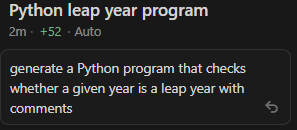 Python leap year program
2m · +52 · Auto
generate a Python program that checks
whether a given year is a leap year with
comments